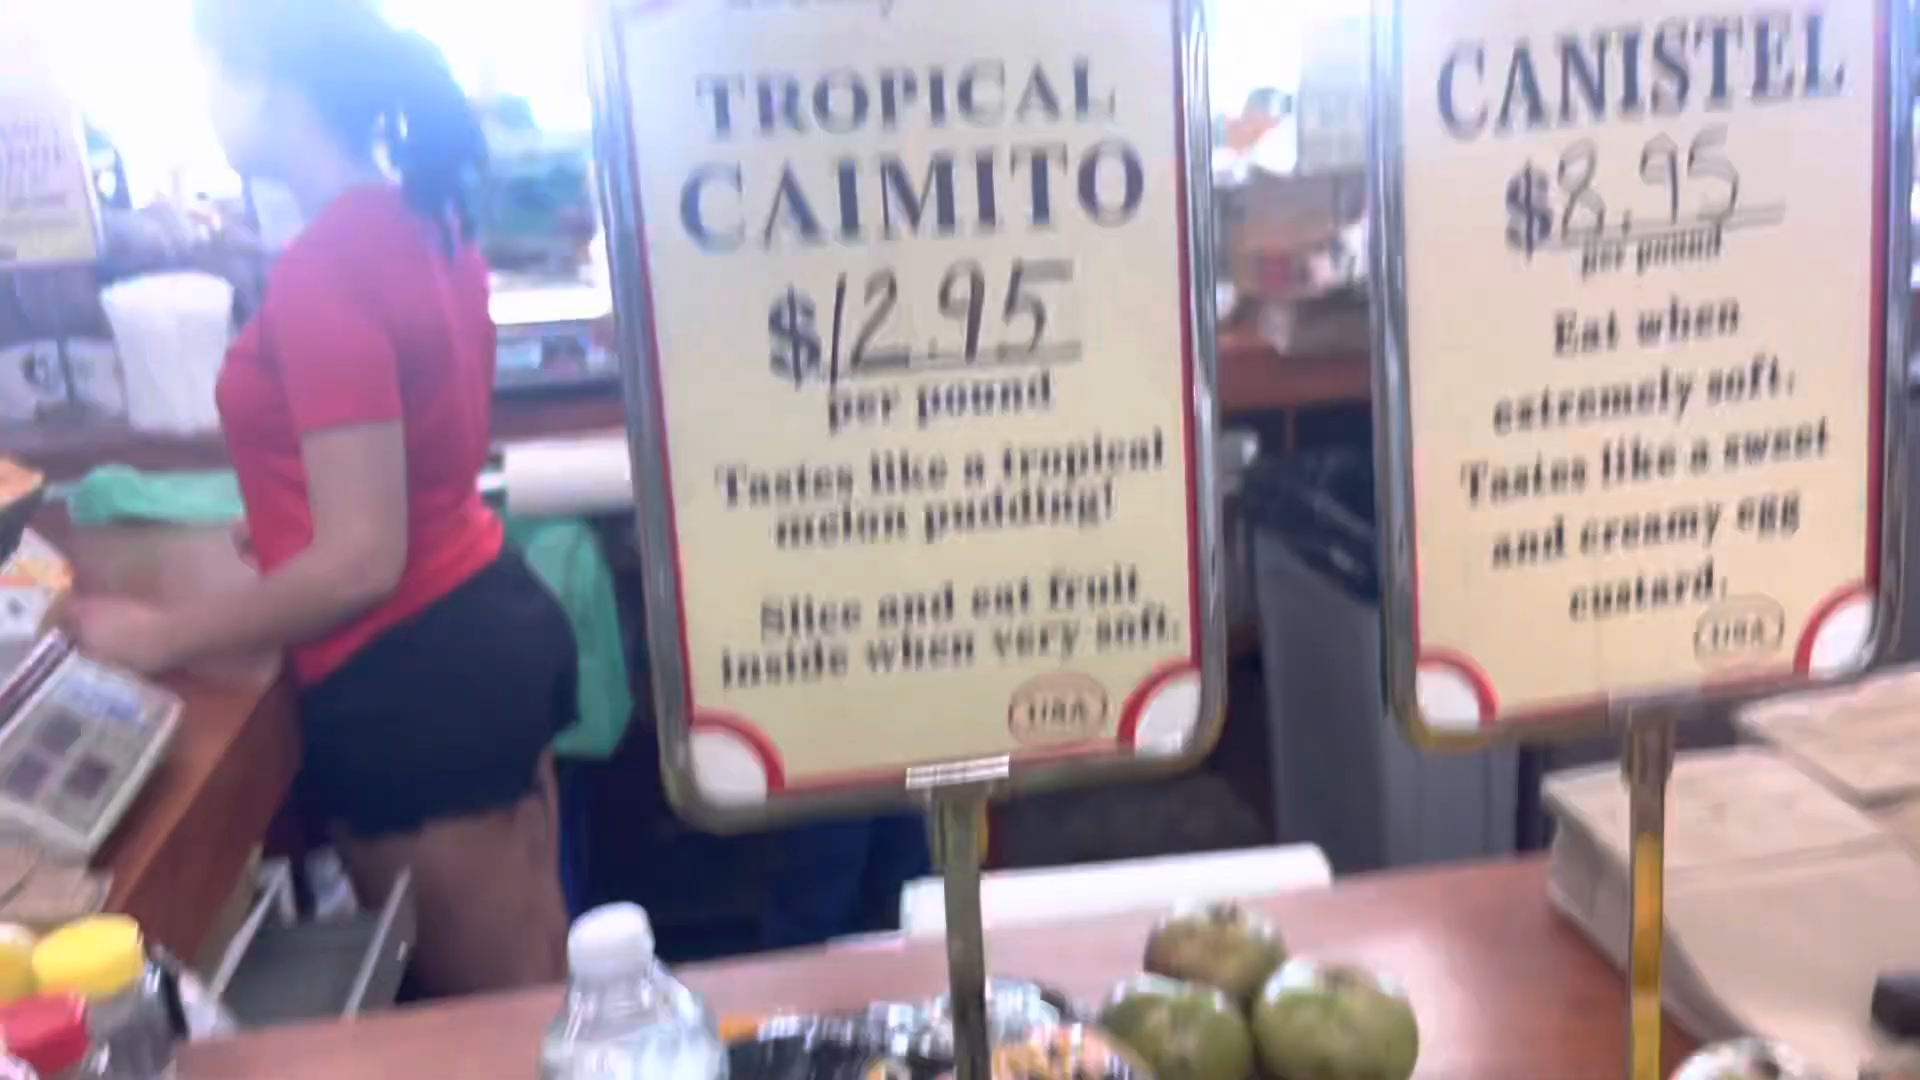 TROPICAL
CAIMITO
$12.95
per pound
Tastes like a tropical
melon pudding!
Slice and eat fruit
inside when very soft.
USA
CANISTEL
$8.95
per pound
Eat when
extremely soft.
Tastes like a sweet
and creamy egg
custard.
USA